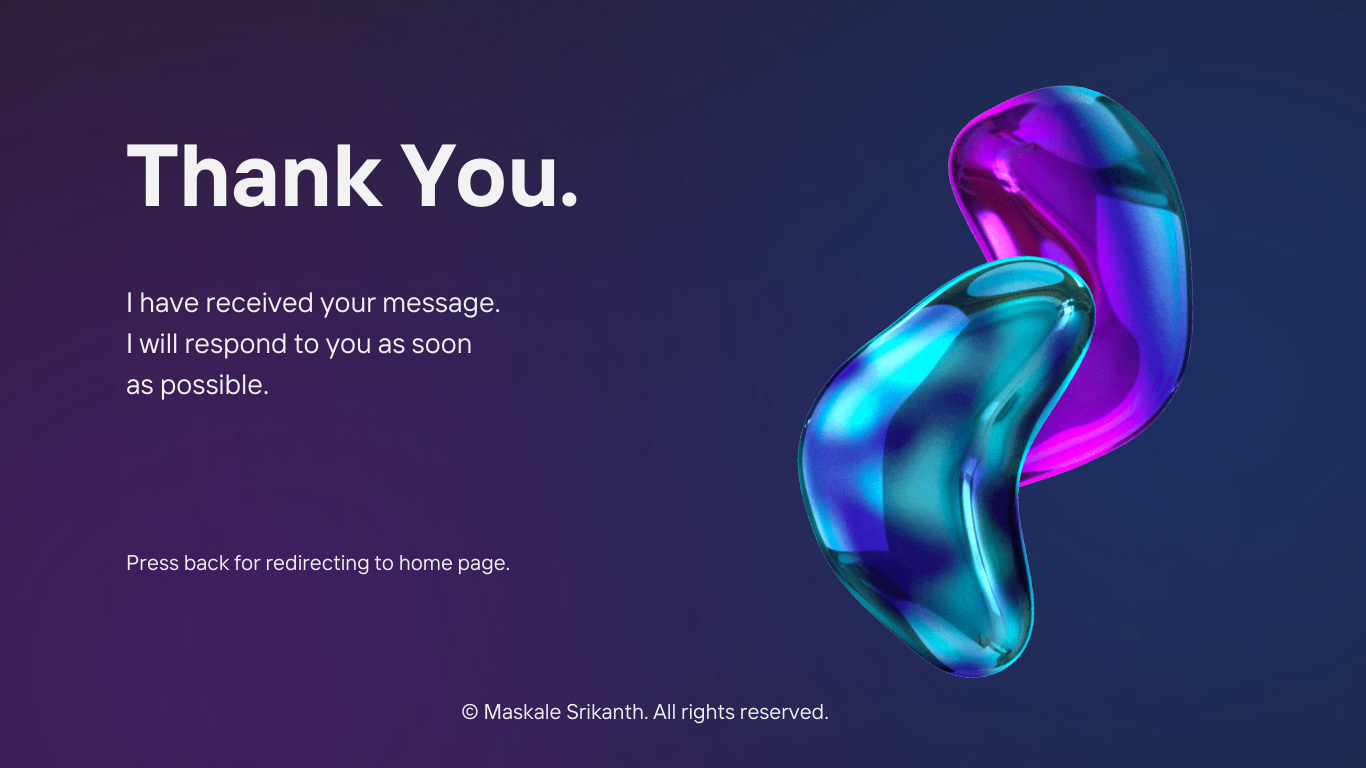 Thank You.
I have received your message.
I will respond to you as soon
as possible.
Press back for redirecting to home page.
© Maskale Srikanth. All rights reserved.